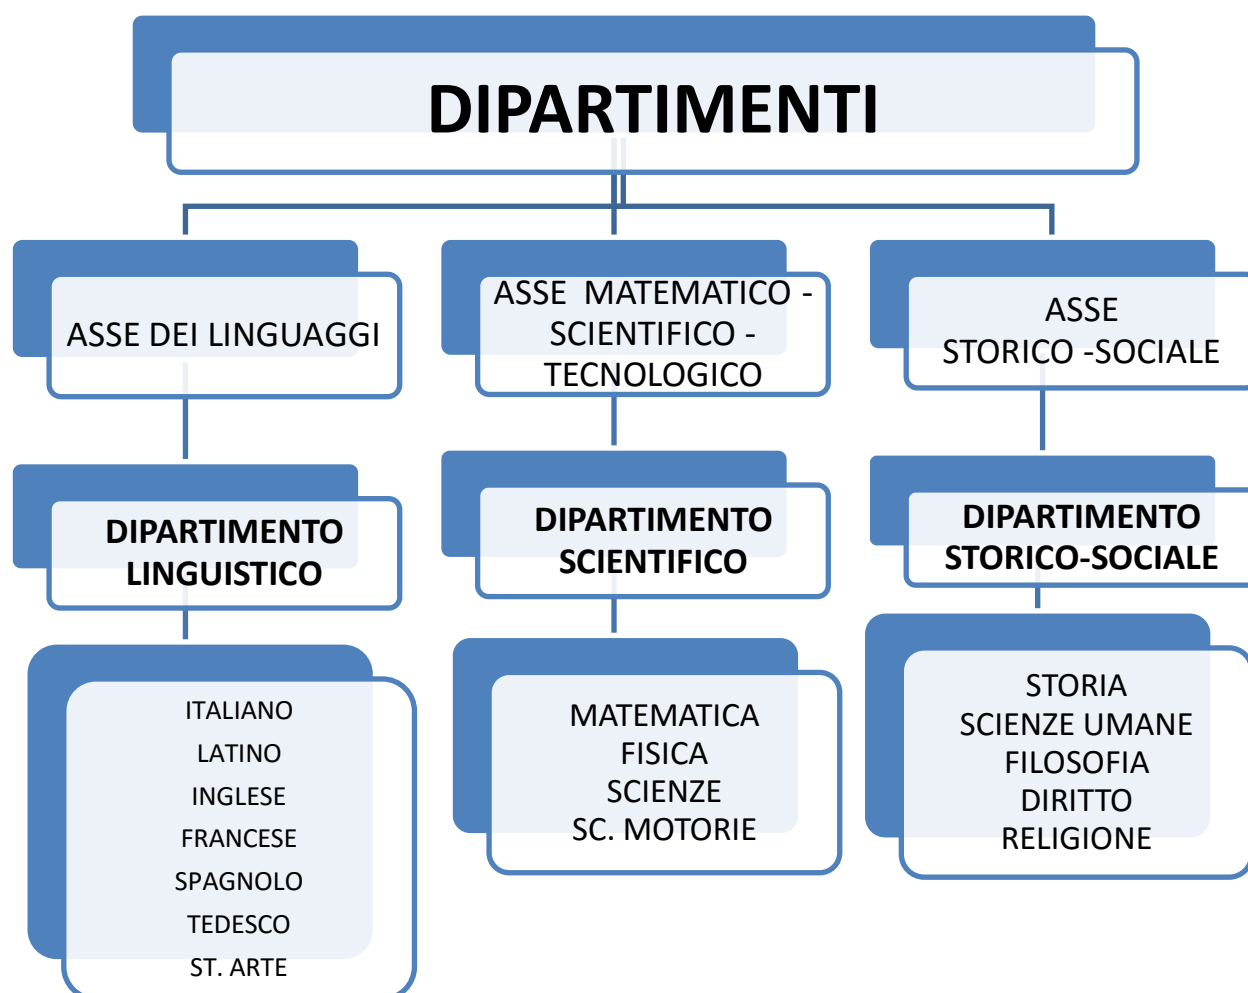 DIPARTIMENTI
ASSE DEI LINGUAGGI
ASSE MATEMATICO -
SCIENTIFICO -
TECNOLOGICO
ASSE
STORICO -SOCIALE
DIPARTIMENTO
LINGUISTICO
DIPARTIMENTO
SCIENTIFICO
DIPARTIMENTO
STORICO-SOCIALE
ITALIANO
LATINO
INGLESE
FRANCESE
SPAGNOLO
TEDESCO
ST. ARTE
MATEMATICA
FISICA
SCIENZE
SC. MOTORIE
STORIA
SCIENZE UMANE
FILOSOFIA
DIRITTO
RELIGIONE